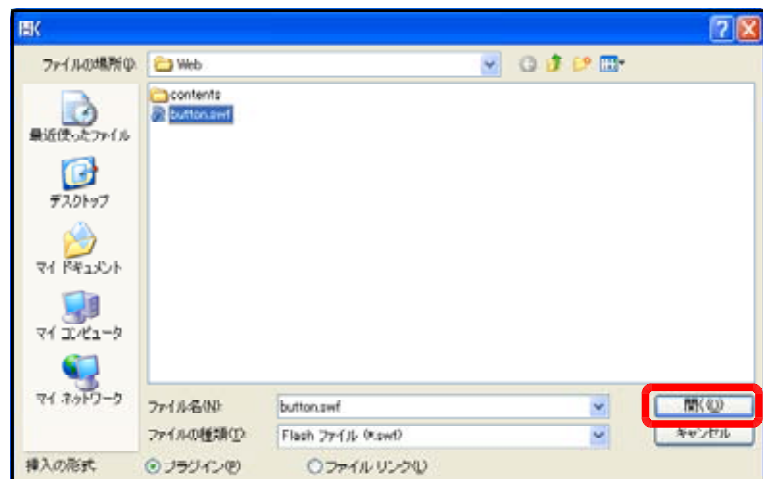 開く
ファイルの場所(I):
Web
contents
button.swf
最近使ったファイル
デスクトップ
マイ ドキュメント
マイ コンピュータ
マイ ネットワーク
ファイル名(N):
button.swf
開く(O)
ファイルの種類(T):
Flash ファイル (*.swf)
キャンセル
挿入の形式
プラグイン(P)
ファイル リンク(L)